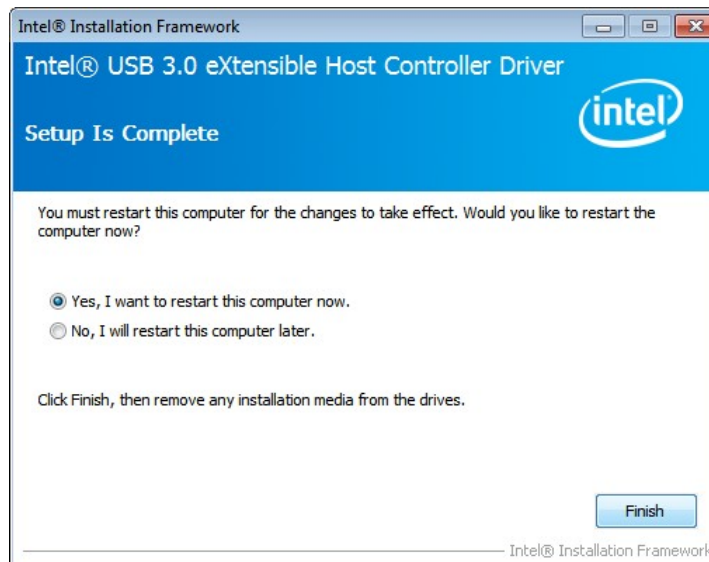 Intel® Installation Framework
Intel® USB 3.0 eXtensible Host Controller Driver
intel
Setup Is Complete
You must restart this computer for the changes to take effect. Would you like to restart the
computer now?
Yes, I want to restart this computer now.
No, I will restart this computer later.
Click Finish, then remove any installation media from the drives.
Finish
Intel® Installation Framework